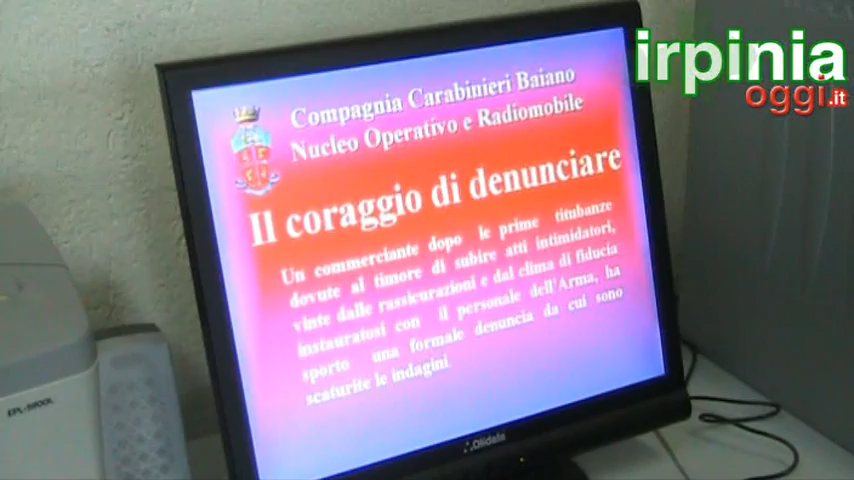 irpinia
oggi.it
Compagnia Carabinieri Baiano
Nucleo Operativo e Radiomobile
Il coraggio di denunciare
Un commerciante dopo le prime titubanze
dovute al timore di subire atti intimidatori,
vinte dalle rassicurazioni e dal clima di fiducia
instauratosi con il personale dell'Arma, ha
sporto una formale denuncia da cui sono
scaturite le indagini.
EPL-5900L
Olidata